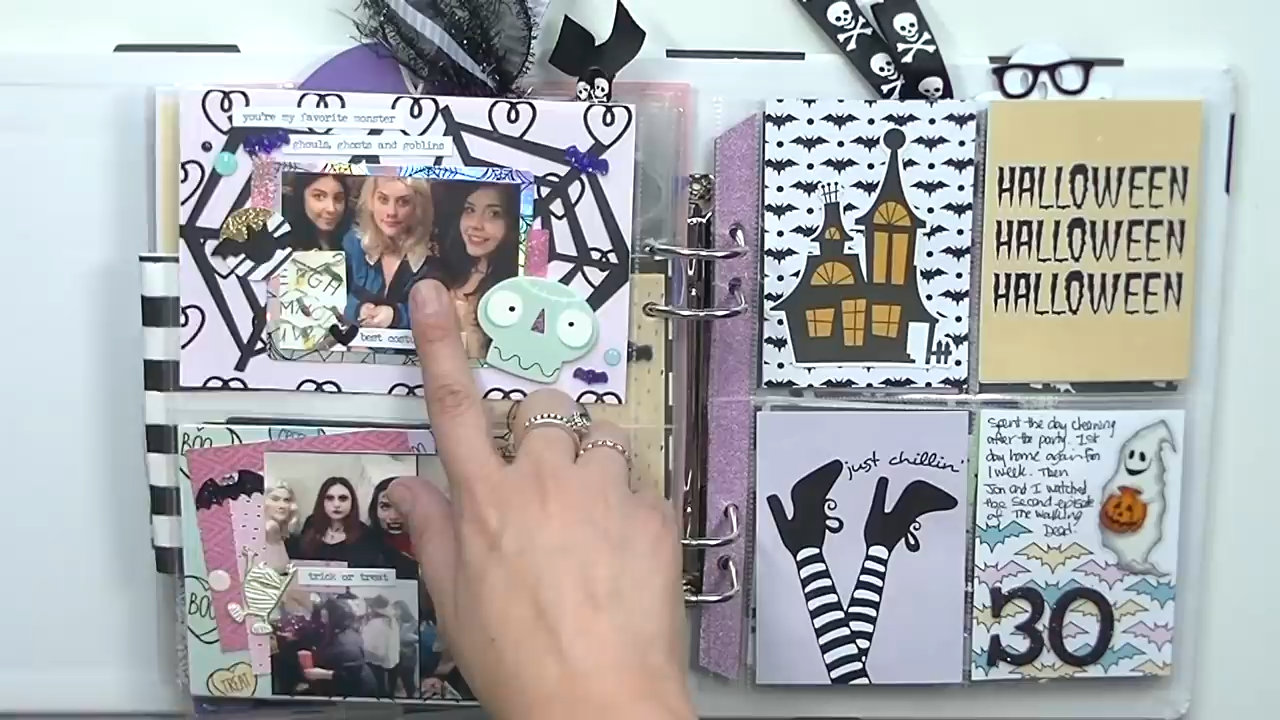 you're my favorite monster
ghouls, ghosts and goblins
best
BOO
trick or treat
BOO
TREAT
HALLOWEEN
HALLOWEEN
HALLOWEEN
just chillin'
Spent the day cleaning
after the party. 1st
day home again for
1 week. Then
Jon and I watched
the second episode
of The Walking
Dead!
30